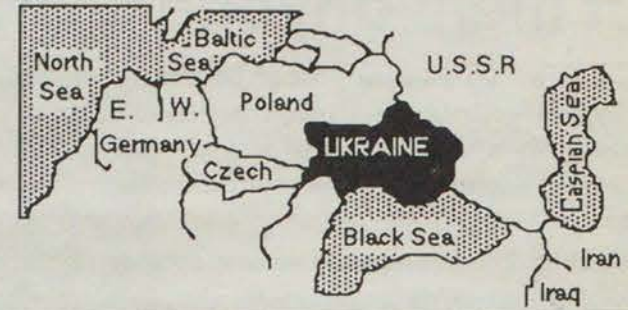 North
Sea
Baltic
Sea
U.S.S.R
E. W.
Germany
Poland
Czech
UKRAINE
Caspian Sea
Black Sea
Iran
Iraq